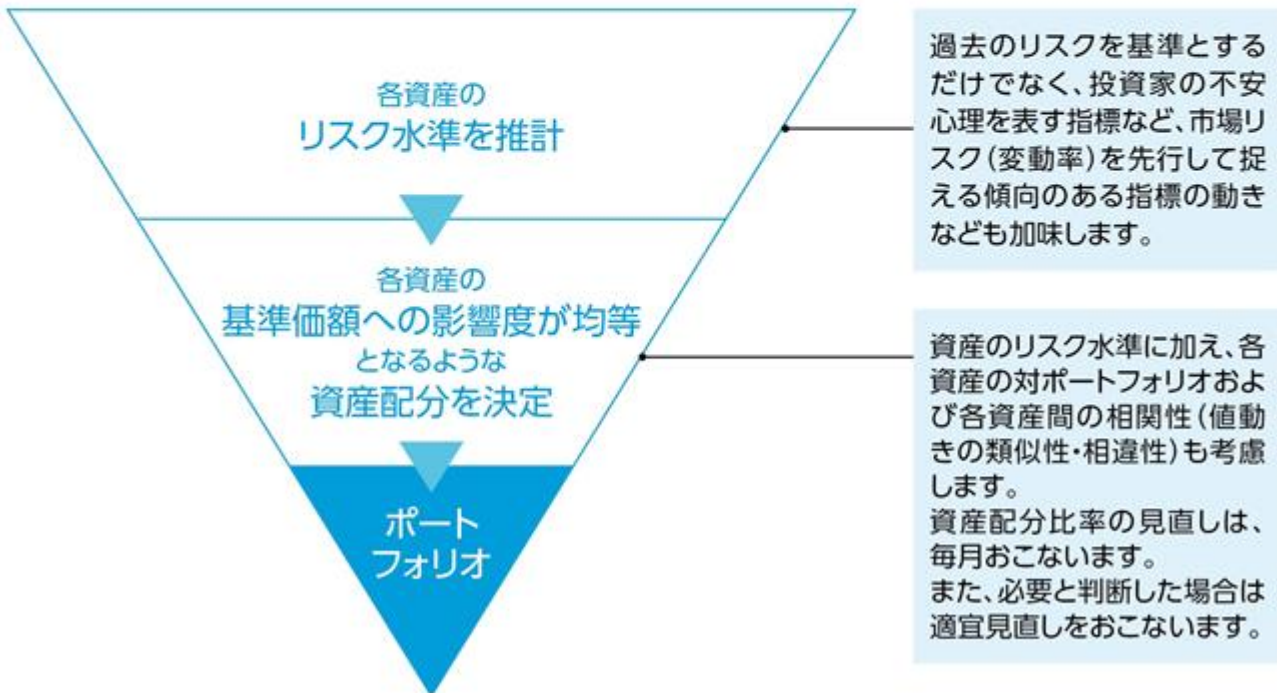 各資産の
リスク水準を推計
各資産の
基準価額への影響度が均等
となるような
資産配分を決定
ポート
フォリオ
過去のリスクを基準とする
だけでなく、投資家の不安
心理を表す指標など、市場リ
スク（変動率）を先行して捉
える傾向のある指標の動き
なども加味します。
資産のリスク水準に加え、各
資産の対ポートフォリオおよ
び各資産間の相関性（値動
きの類似性・相違性）も考慮
します。
資産配分比率の見直しは、
毎月おこないます。
また、必要と判断した場合は
適宜見直しをおこないます。